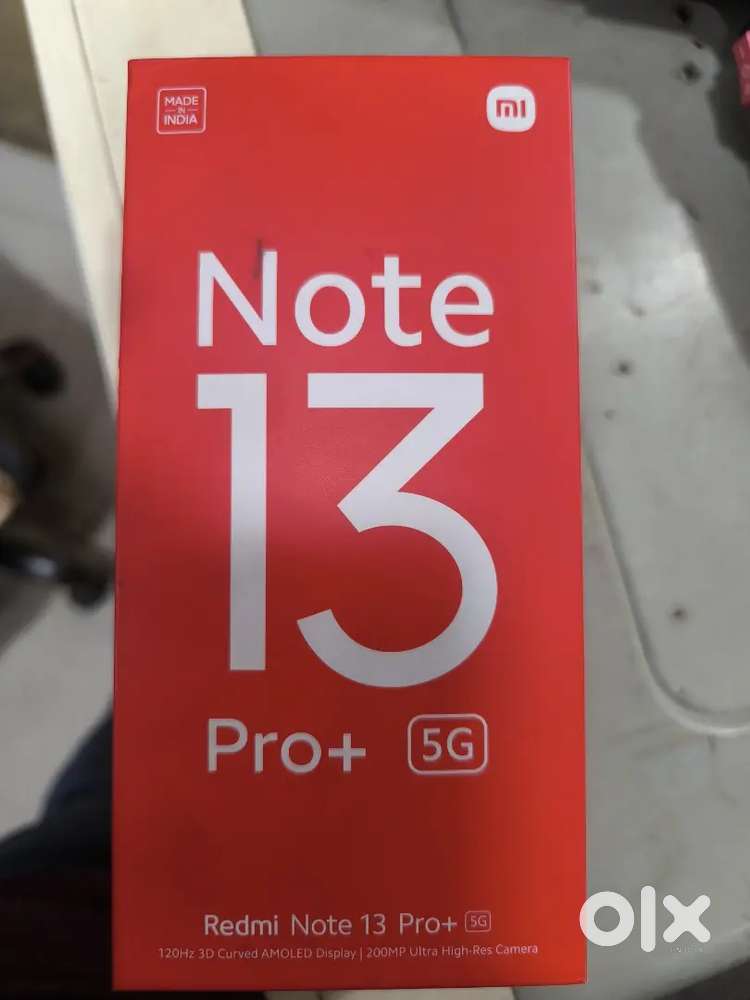 MADE
IN
INDIA
mi
Note
13
Pro+ 5G
Redmi Note 13 Pro+ 5G
120Hz 3D Curved AMOLED Display | 200MP Ultra High-Res Camera
olx